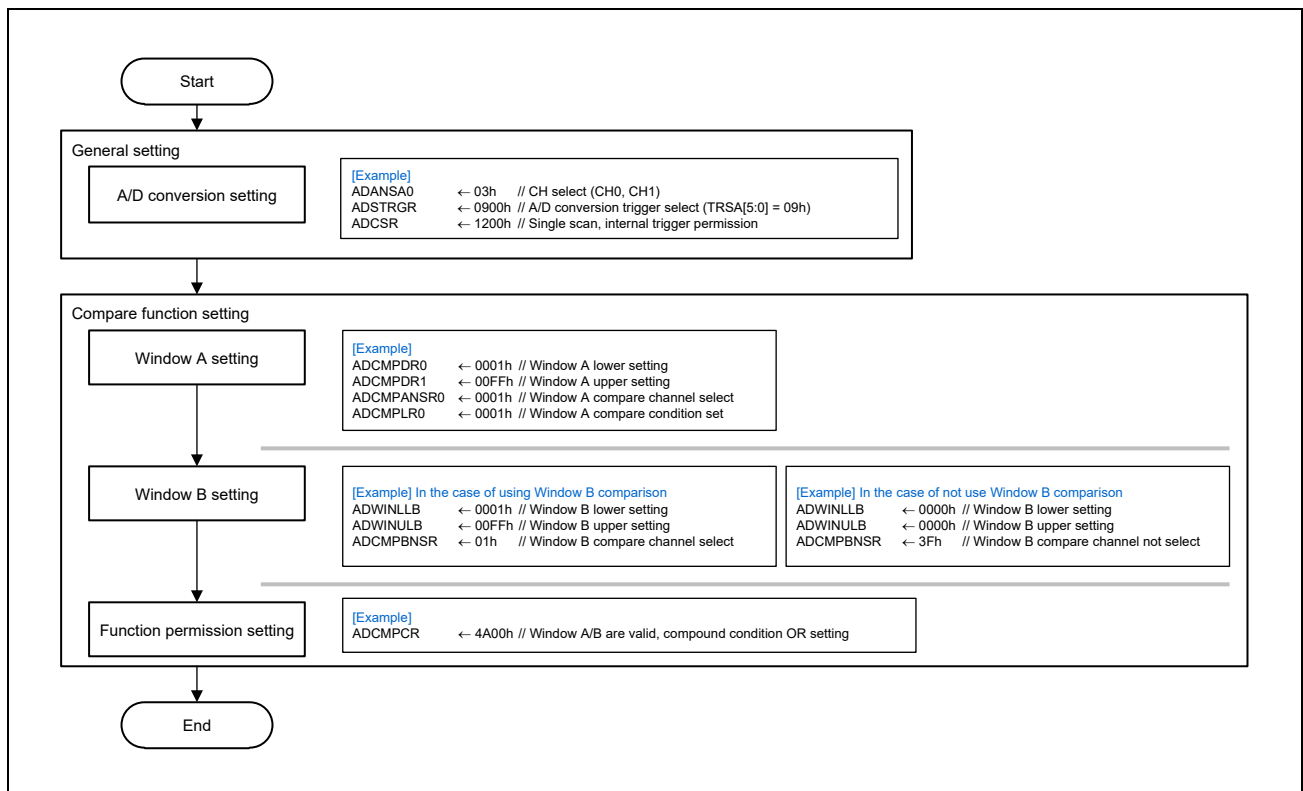 Start
General setting
A/D conversion setting
[Example]
ADANSA0 ← 03h // CH select (CH0, CH1)
ADSTRGR ← 0900h // A/D conversion trigger select (TRSA[5:0] = 09h)
ADCSR ← 1200h // Single scan, internal trigger permission
Compare function setting
Window A setting
[Example]
ADCMPDR0 ← 0001h // Window A lower setting
ADCMPDR1 ← 00FFh // Window A upper setting
ADCMPANSR0 ← 0001h // Window A compare channel select
ADCMPLR0 ← 0001h // Window A compare condition set
Window B setting
[Example] In the case of using Window B comparison
ADWINLLB ← 0001h // Window B lower setting
ADWINULB ← 00FFh // Window B upper setting
ADCMPBNSR ← 01h // Window B compare channel select
[Example] In the case of not use Window B comparison
ADWINLLB ← 0000h // Window B lower setting
ADWINULB ← 0000h // Window B upper setting
ADCMPBNSR ← 3Fh // Window B compare channel not select
Function permission setting
[Example]
ADCMPCR ← 4A00h // Window A/B are valid, compound condition OR setting
End